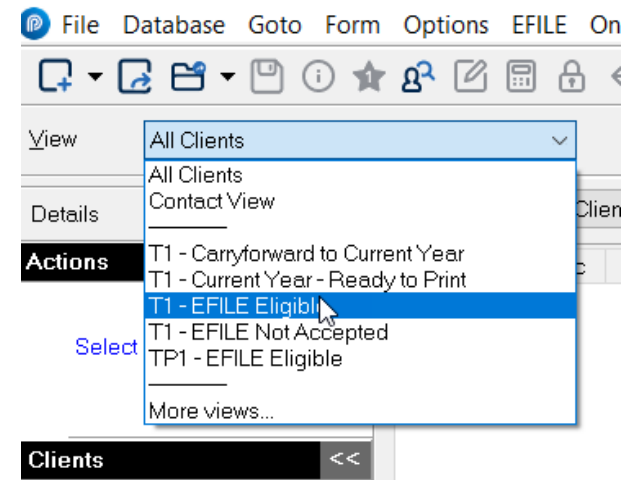 File Database Goto Form Options EFILE On
View All Clients
All Clients
Contact View
T1 - Carryforward to Current Year
T1 - Current Year - Ready to Print
T1 - EFILE Eligible
T1 - EFILE Not Accepted
TP1 - EFILE Eligible
More views...
Details Clien
Actions
Select
Clients <<